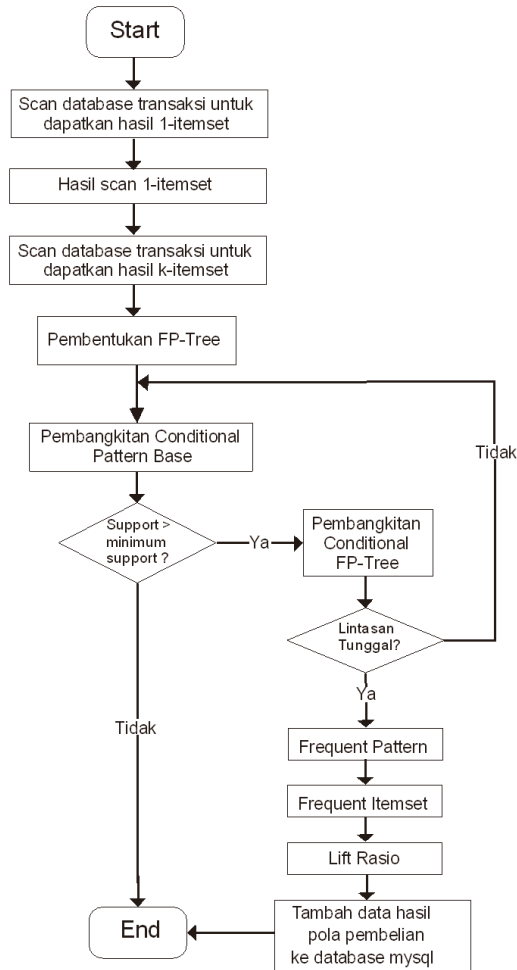 Start
Scan database transaksi untuk
dapatkan hasil 1-itemset
Hasil scan 1-itemset
Scan database transaksi untuk
dapatkan hasil k-itemset
Pembentukan FP-Tree
Pembangkitan Conditional
Pattern Base
Tidak
Support >
minimum
support ?
Ya
Pembangkitan
Conditional
FP-Tree
Lintasan
Tunggal?
Ya
Tidak
Frequent Pattern
Frequent Itemset
Lift Rasio
Tambah data hasil
pola pembelian
ke database mysql
End